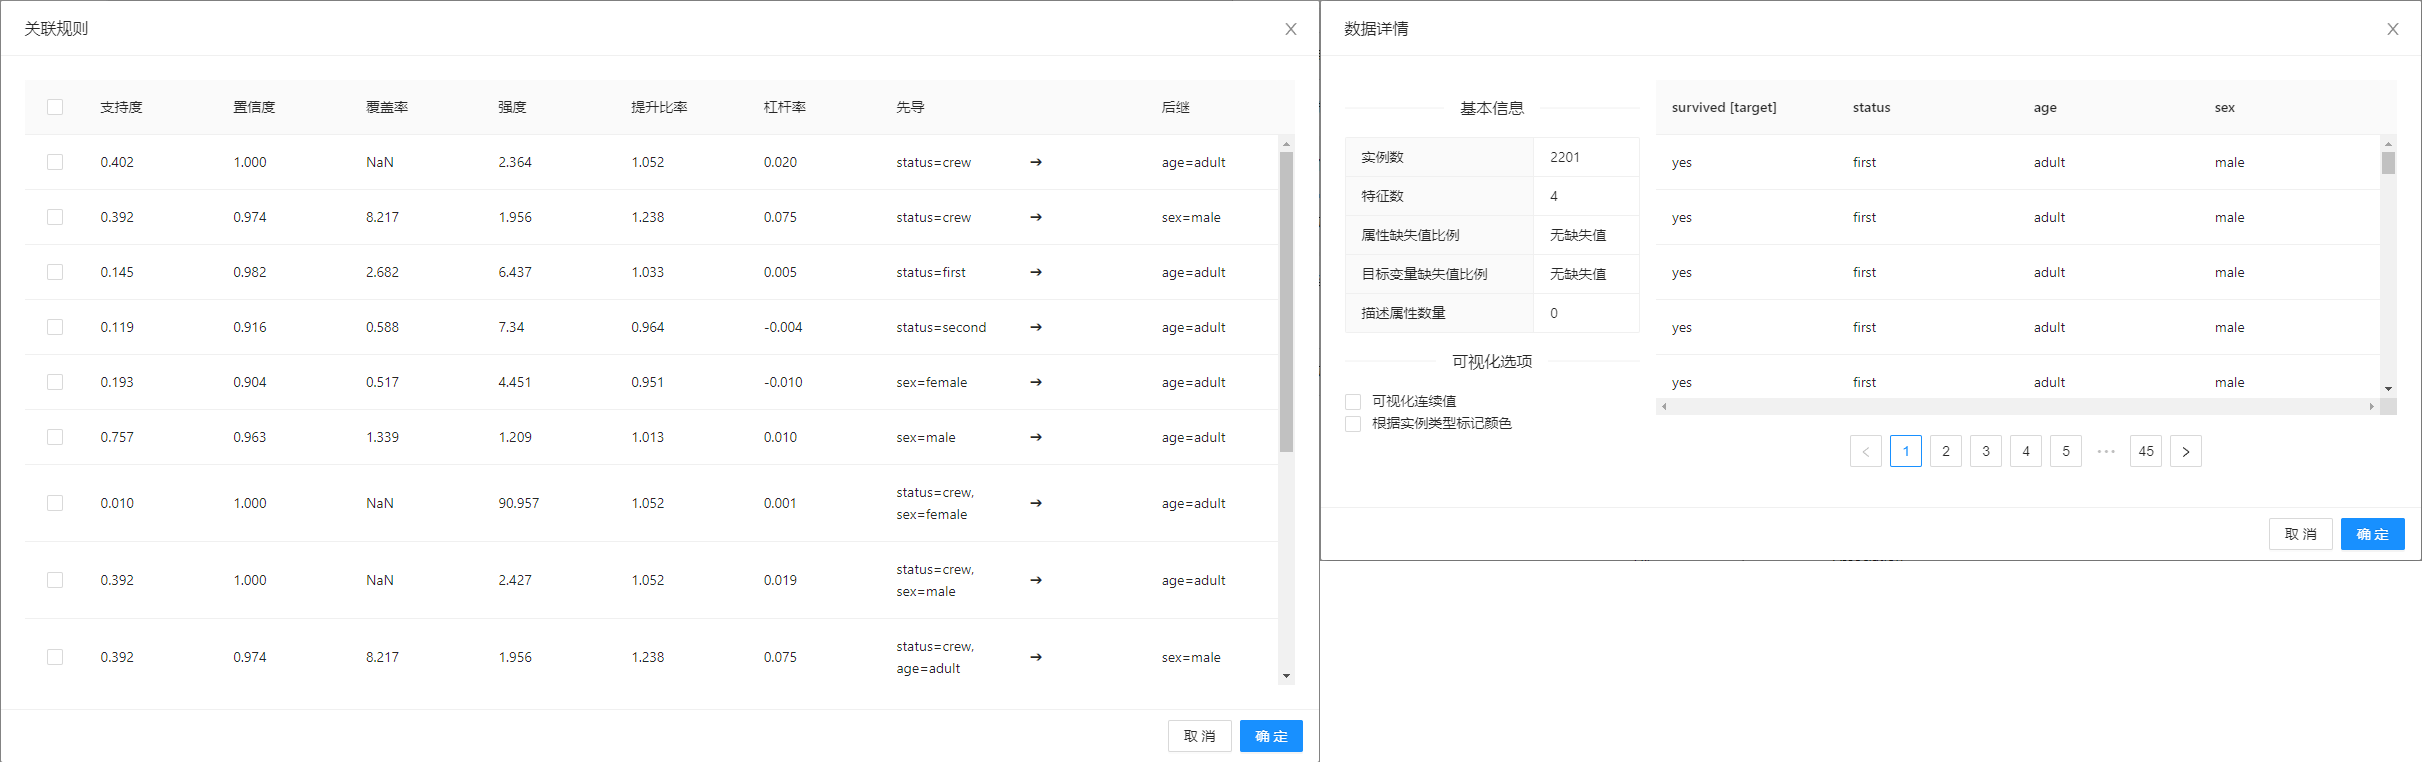 关联规则
支持度 置信度 覆盖率 强度 提升比率 杠杆率 先导 后继
0.402 1.000 NaN 2.364 1.052 0.020 status=crew → age=adult
0.392 0.974 8.217 1.956 1.238 0.075 status=crew → sex=male
0.145 0.982 2.682 6.437 1.033 0.005 status=first → age=adult
0.119 0.916 0.588 7.34 0.964 -0.004 status=second → age=adult
0.193 0.904 0.517 4.451 0.951 -0.010 sex=female → age=adult
0.757 0.963 1.339 1.209 1.013 0.010 sex=male → age=adult
0.010 1.000 NaN 90.957 1.052 0.001 status=crew, → age=adult
sex=female
0.392 1.000 NaN 2.427 1.052 0.019 status=crew, → age=adult
sex=male
0.392 0.974 8.217 1.956 1.238 0.075 status=crew, → sex=male
age=adult
取 消 确 定
数据详情
基本信息
实例数 2201
特征数 4
属性缺失值比例 无缺失值
目标变量缺失值比例 无缺失值
描述属性数量 0
可视化选项
可视化连续值
根据实例类型标记颜色
survived [target] status age sex
yes first adult male
yes first adult male
yes first adult male
yes first adult male
yes first adult male
< 1 2 3 4 5 ••• 45 >
取 消 确 定